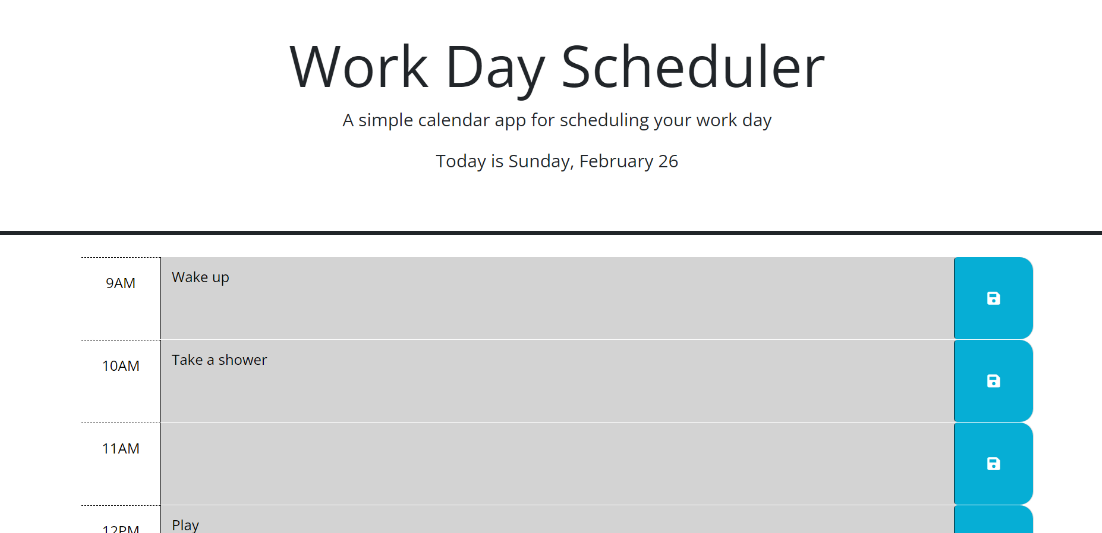 Work Day Scheduler
A simple calendar app for scheduling your work day
Today is Sunday, February 26
9AM
Wake up
10AM
Take a shower
11AM
12PM
Play